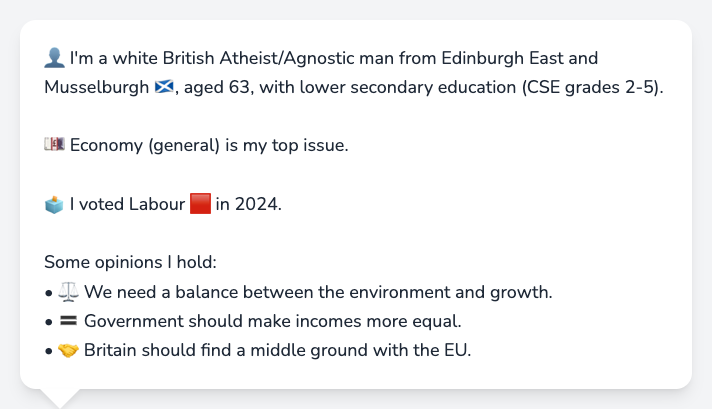 👤 I'm a white British Atheist/Agnostic man from Edinburgh East and
Musselburgh 🏴󠁧󠁢󠁳󠁣󠁴󠁿, aged 63, with lower secondary education (CSE grades 2-5).
💷 Economy (general) is my top issue.
🗳️ I voted Labour 🟥 in 2024.
Some opinions I hold:
• ⚖️ We need a balance between the environment and growth.
• 🟰 Government should make incomes more equal.
• 🤝 Britain should find a middle ground with the EU.